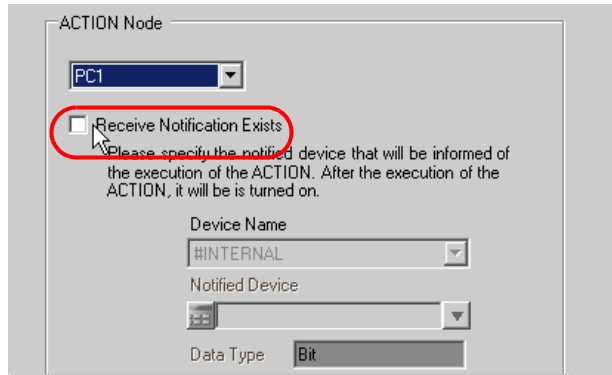 ACTION Node
PC1
Receive Notification Exists
Please specify the notified device that will be informed of
the execution of the ACTION. After the execution of the
ACTION, it will be is turned on.
Device Name
#INTERNAL
Notified Device
Data Type Bit